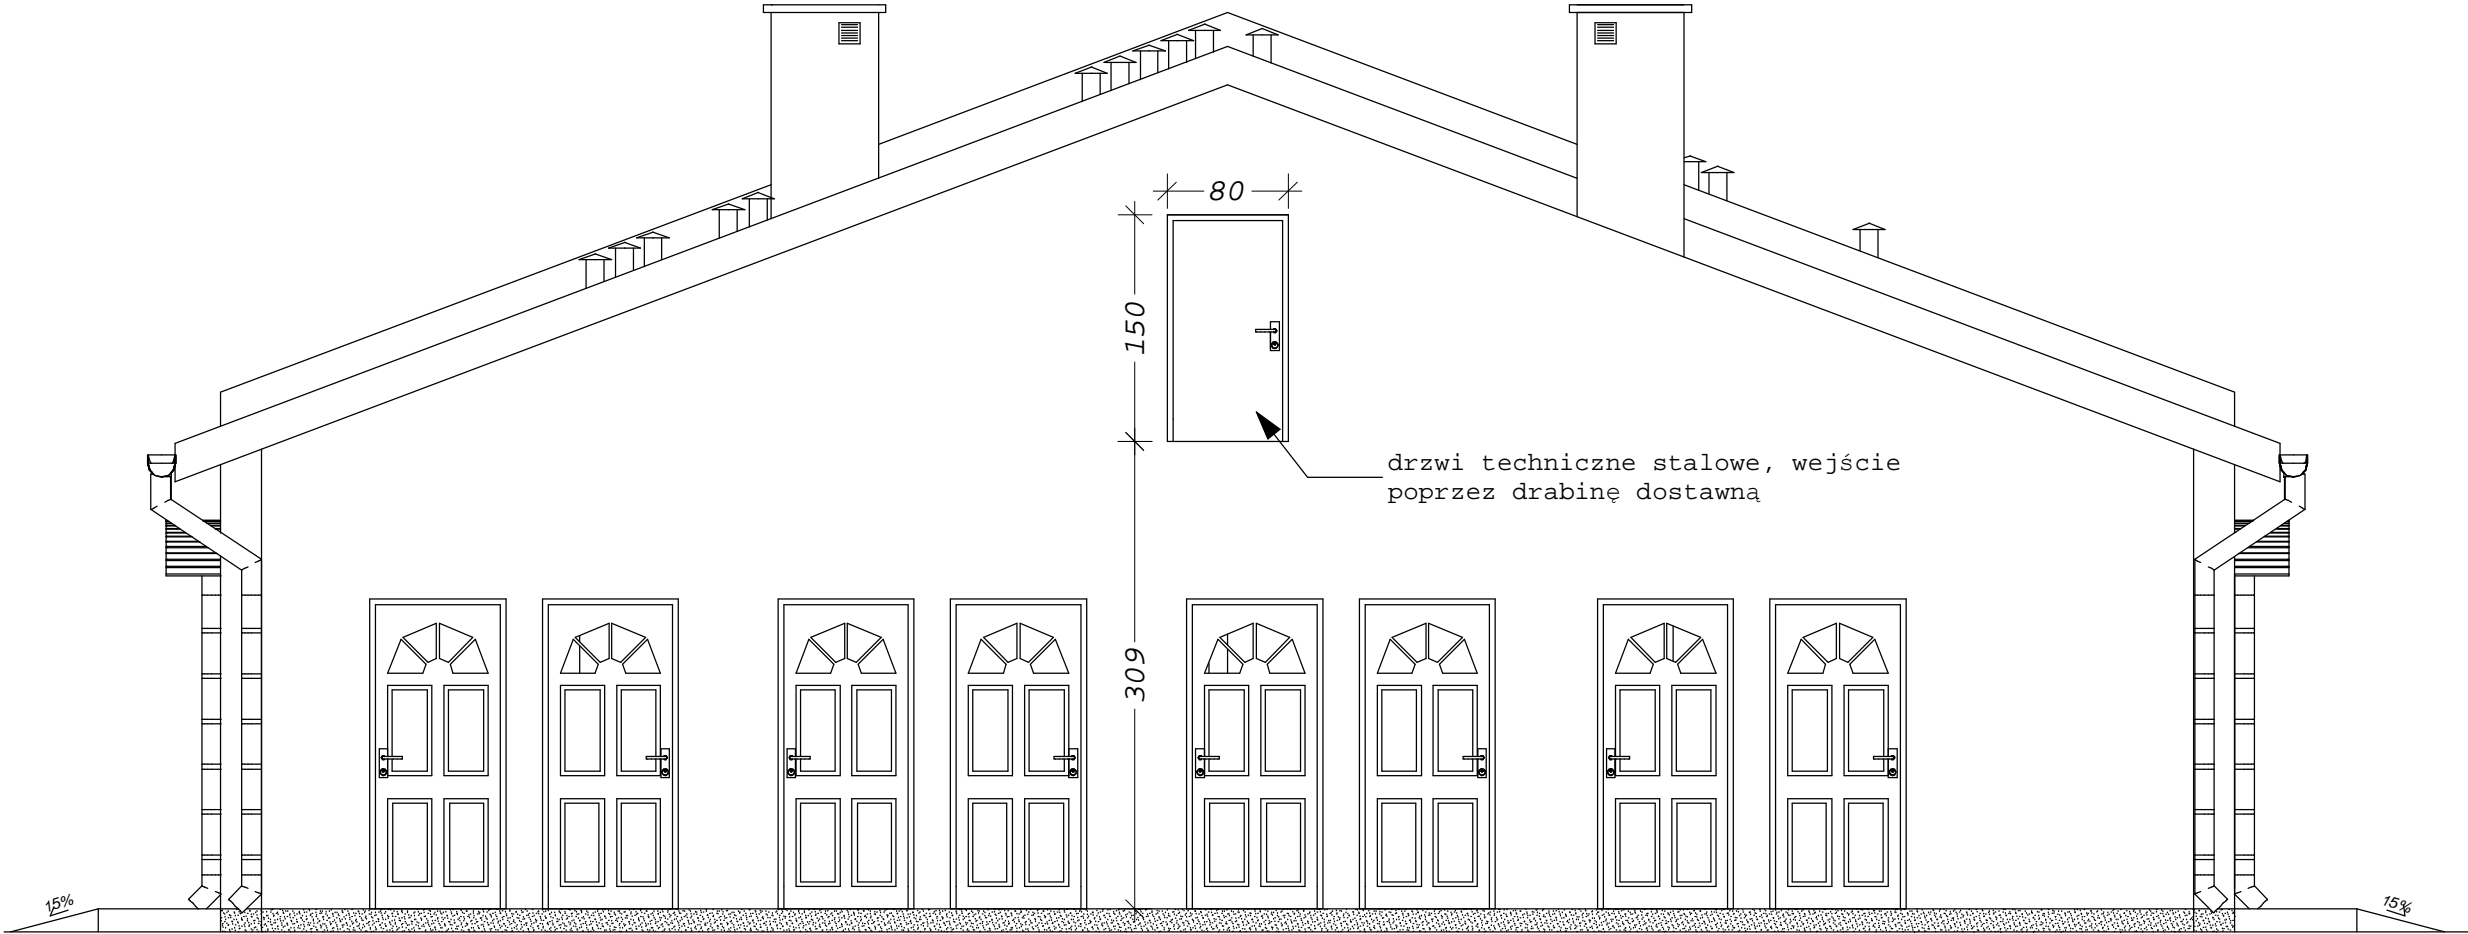 80
150
drzwi techniczne stalowe, wejście
poprzez drabinę dostawną
309
15%
15%